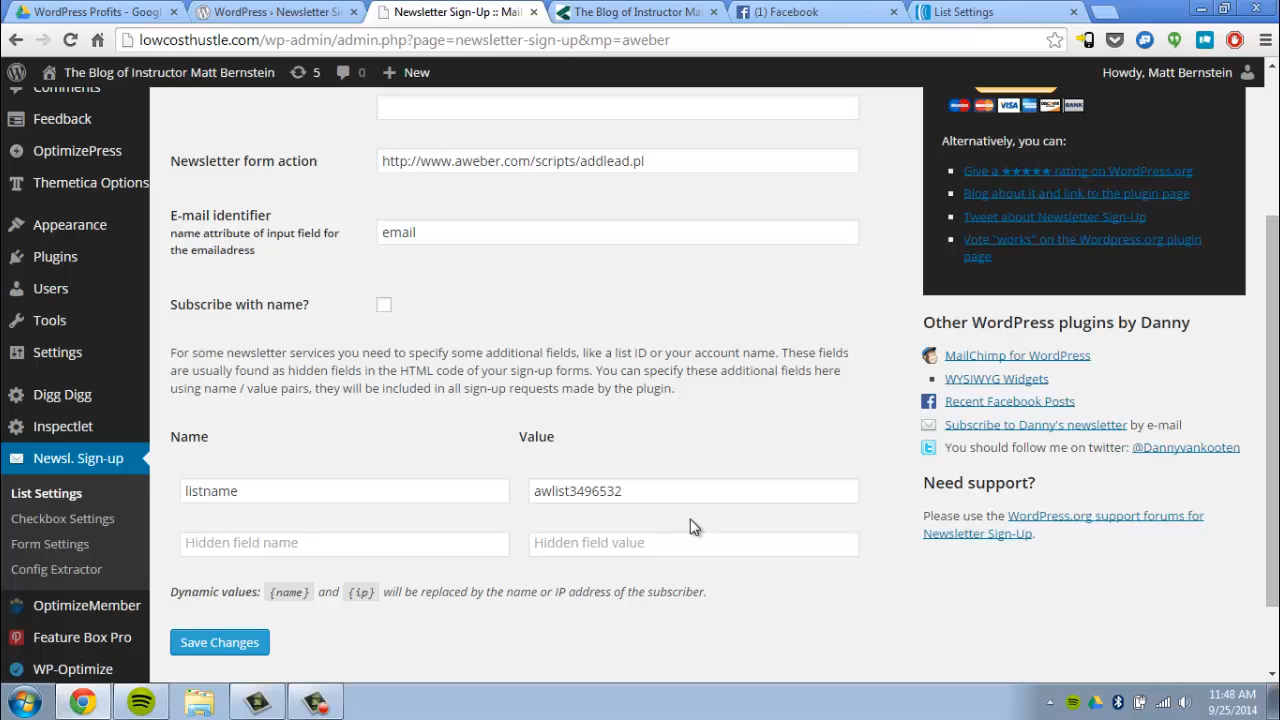 WordPress Profits - Googl
WordPress › Newsletter Si
Newsletter Sign-Up :: Mail
The Blog of Instructor Ma
(1) Facebook
List Settings
lowcosthustle.com/wp-admin/admin.php?page=newsletter-sign-up&mp=aweber
The Blog of Instructor Matt Bernstein
5
0
+ New
Howdy, Matt Bernstein
Comments
Feedback
OptimizePress
Themetica Options
Appearance
Plugins
Users
Tools
Settings
Digg Digg
Inspectlet
Newsl. Sign-up
List Settings
Checkbox Settings
Form Settings
Config Extractor
OptimizeMember
Feature Box Pro
WP-Optimize
Newsletter form action
http://www.aweber.com/scripts/addlead.pl
E-mail identifier
name attribute of input field for
the emailadress
email
Subscribe with name?
For some newsletter services you need to specify some additional fields, like a list ID or your account name. These fields
are usually found as hidden fields in the HTML code of your sign-up forms. You can specify these additional fields here
using name / value pairs, they will be included in all sign-up requests made by the plugin.
Name
Value
listname
awlist3496532
Hidden field name
Hidden field value
Dynamic values: {name} and {ip} will be replaced by the name or IP address of the subscriber.
Save Changes
VISA
BANK
Alternatively, you can:
Give a ★★★★★ rating on WordPress.org
Blog about it and link to the plugin page
Tweet about Newsletter Sign-Up
Vote "works" on the Wordpress.org plugin
page
Other WordPress plugins by Danny
MailChimp for WordPress
WYSIWYG Widgets
Recent Facebook Posts
Subscribe to Danny's newsletter by e-mail
You should follow me on twitter: @Dannyvankooten
Need support?
Please use the WordPress.org support forums for
Newsletter Sign-Up.
11:48 AM
9/25/2014